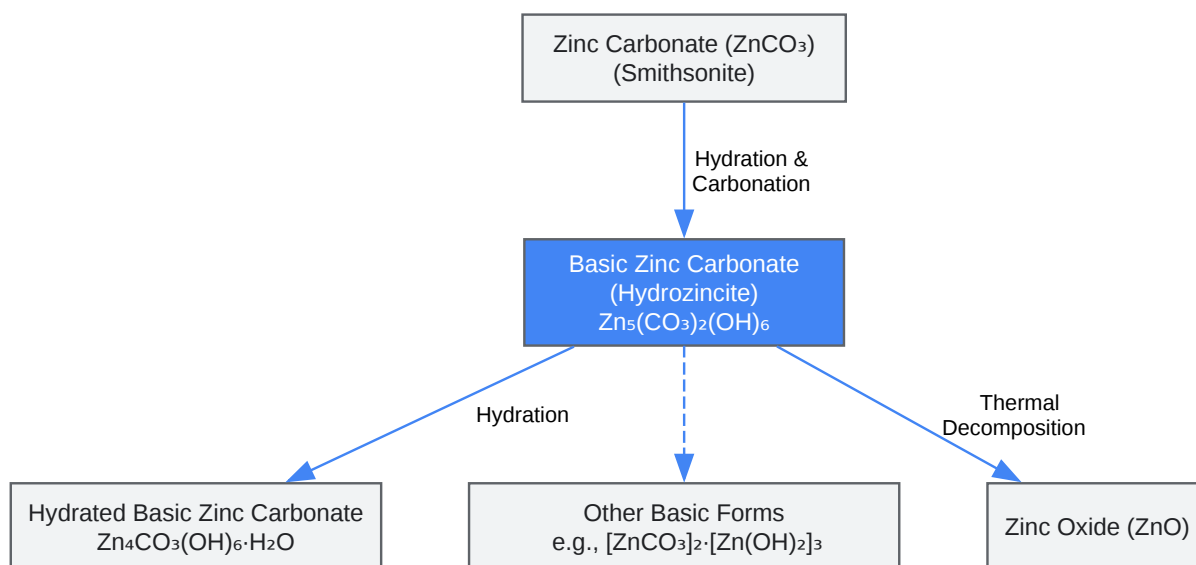 Zinc Carbonate (ZnCO₃)
(Smithsonite)
Hydration &
Carbonation
Basic Zinc Carbonate
(Hydrozincite)
Zn₅(CO₃)₂(OH)₆
Hydration
Thermal
Decomposition
Hydrated Basic Zinc Carbonate
Zn₄CO₃(OH)₆·H₂O
Other Basic Forms
e.g., [ZnCO₃]₂·[Zn(OH)₂]₃
Zinc Oxide (ZnO)